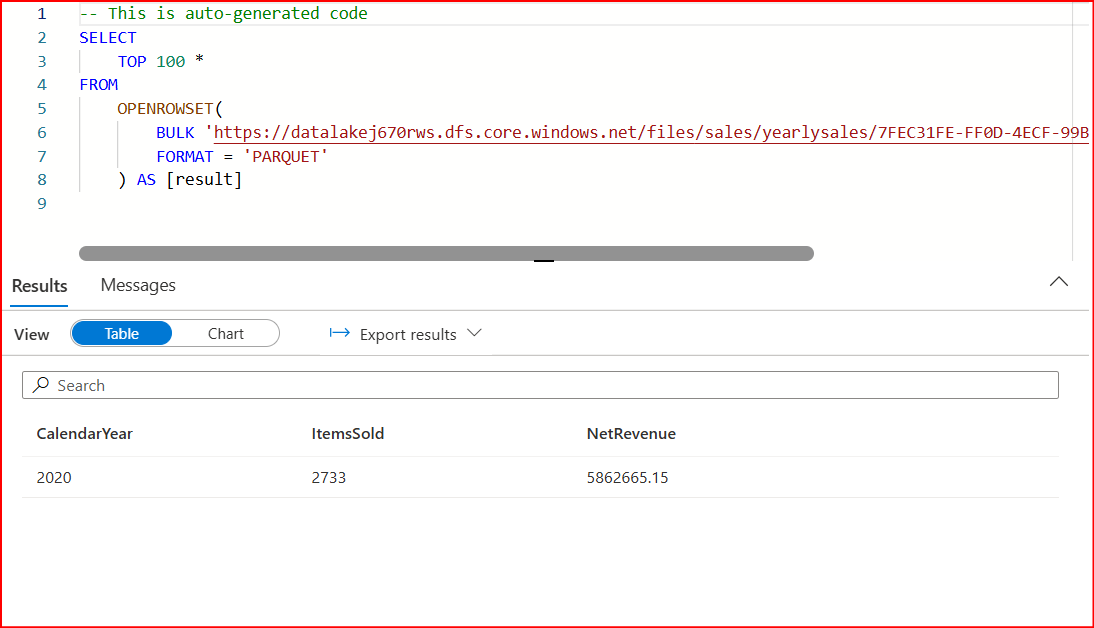 1 -- This is auto-generated code
2 SELECT
3 TOP 100 *
4 FROM
5 OPENROWSET(
6 BULK 'https://datalakej670rws.dfs.core.windows.net/files/sales/yearlysales/7FEC31FE-FF0D-4ECF-99B
7 FORMAT = 'PARQUET'
8 ) AS [result]
9
Results Messages
View Table Chart Export results
Search
CalendarYear ItemsSold NetRevenue
2020 2733 5862665.15